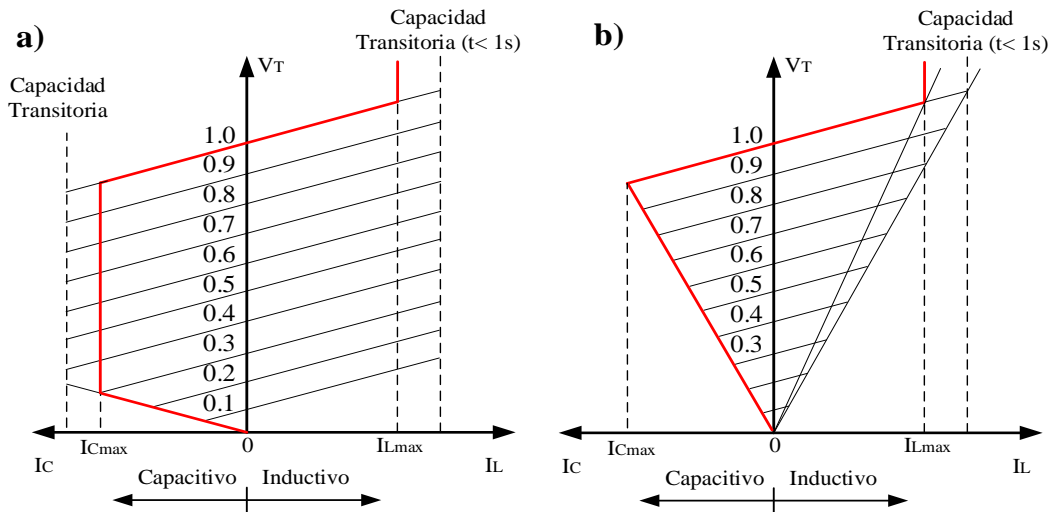 a)
Capacidad
Transitoria (t< 1s)
VT
Capacidad
Transitoria
1.0
0.9
0.8
0.7
0.6
0.5
0.4
0.3
0.2
0.1
ICmax
0
ILmax
IC
IL
Capacitivo
Inductivo
b)
Capacidad
Transitoria (t< 1s)
VT
1.0
0.9
0.8
0.7
0.6
0.5
0.4
0.3
ICmax
0
ILmax
IC
IL
Capacitivo
Inductivo